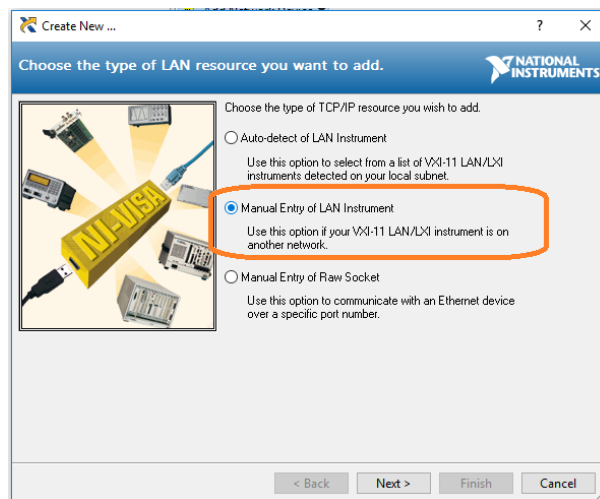 Create New ...
?
X
Choose the type of LAN resource you want to add.
NATIONAL
INSTRUMENTS
Choose the type of TCP/IP resource you wish to add.
Auto-detect of LAN Instrument
Use this option to select from a list of VXI-11 LAN/LXI
instruments detected on your local subnet.
Manual Entry of LAN Instrument
Use this option if your VXI-11 LAN/LXI instrument is on
another network.
Manual Entry of Raw Socket
Use this option to communicate with an Ethernet device
over a specific port number.
NI-VISA
< Back
Next >
Finish
Cancel